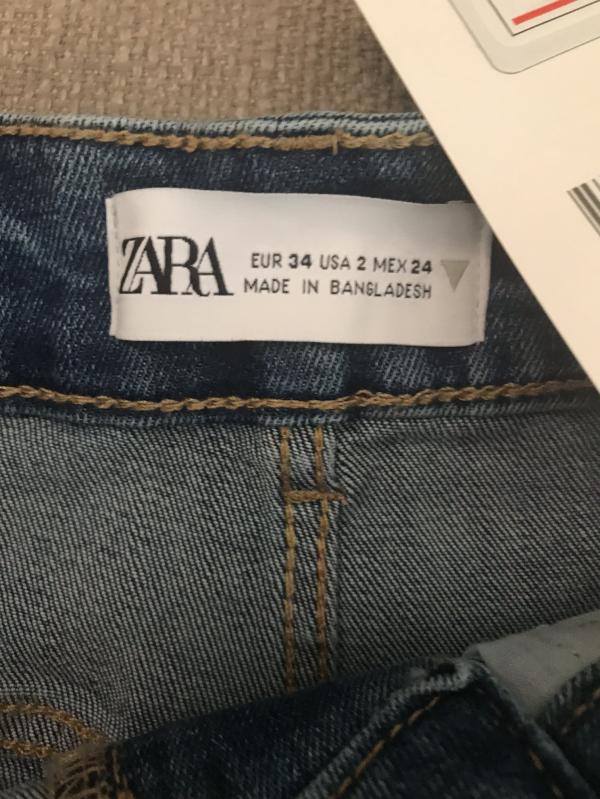 ZARA
EUR 34 USA 2 MEX 24
MADE IN BANGLADESH